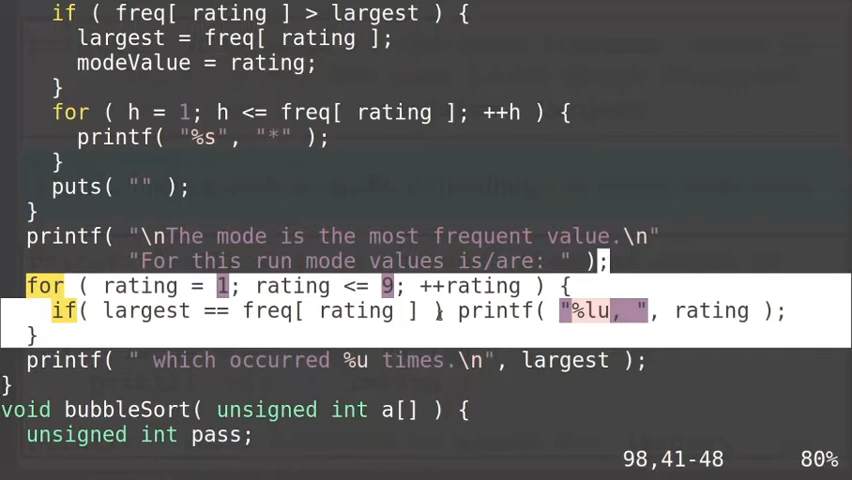 if ( freq[ rating ] > largest ) {
largest = freq[ rating ];
modeValue = rating;
}
for ( h = 1; h <= freq[ rating ]; ++h ) {
printf( "%s", "*" );
}
puts( "" );
}
printf( "\nThe mode is the most frequent value.\n"
"For this run mode values is/are: " );
for ( rating = 1; rating <= 9; ++rating ) {
if( largest == freq[ rating ] ) printf( "%lu, ", rating );
}
printf( " which occurred %u times.\n", largest );
}
void bubbleSort( unsigned int a[] ) {
unsigned int pass;
98,41-48 80%